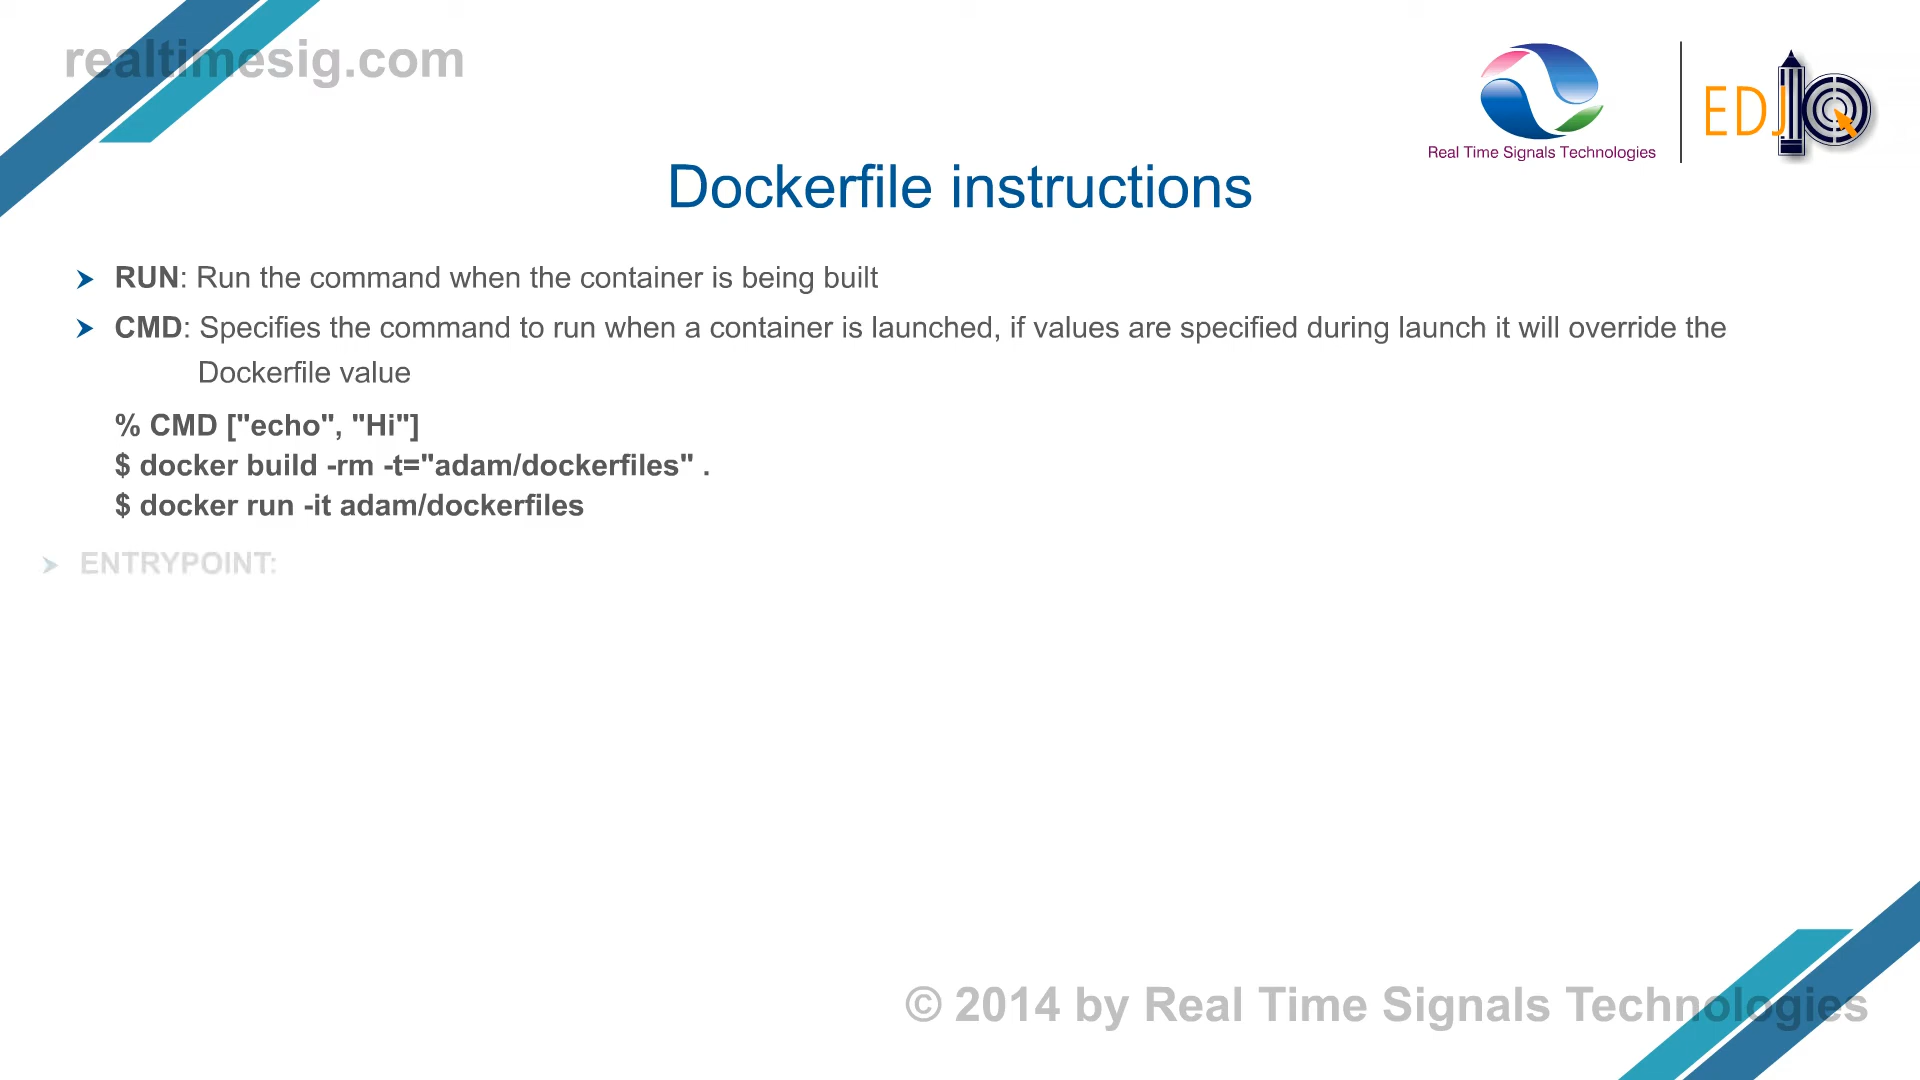 realtimesig.com
Real Time Signals Technologies
EDJIQ
Dockerfile instructions
RUN: Run the command when the container is being built
CMD: Specifies the command to run when a container is launched, if values are specified during launch it will override the
Dockerfile value
% CMD ["echo", "Hi"]
$ docker build -rm -t="adam/dockerfiles" .
$ docker run -it adam/dockerfiles
ENTRYPOINT:
© 2014 by Real Time Signals Technologies